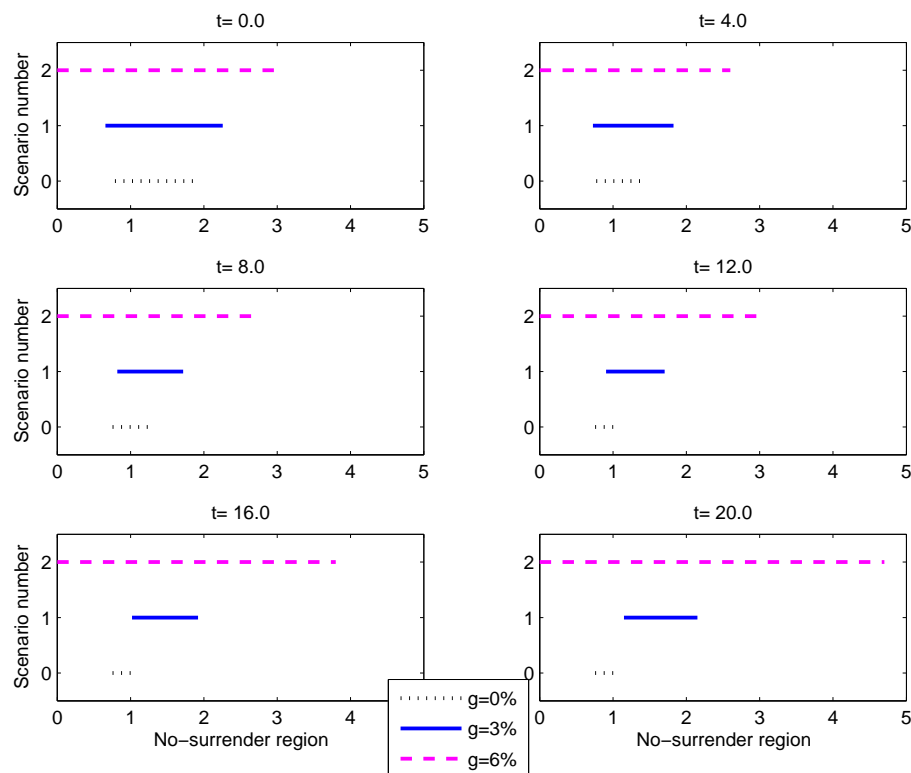 t= 0.0
Scenario number
2
1
0
0 1 2 3 4 5
t= 4.0
2
1
0
0 1 2 3 4 5
t= 8.0
Scenario number
2
1
0
0 1 2 3 4 5
t= 12.0
2
1
0
0 1 2 3 4 5
t= 16.0
Scenario number
2
1
0
0 1 2 3 4
No-surrender region
t= 20.0
2
1
0
1 2 3 4 5
No-surrender region
g=0%
g=3%
g=6%